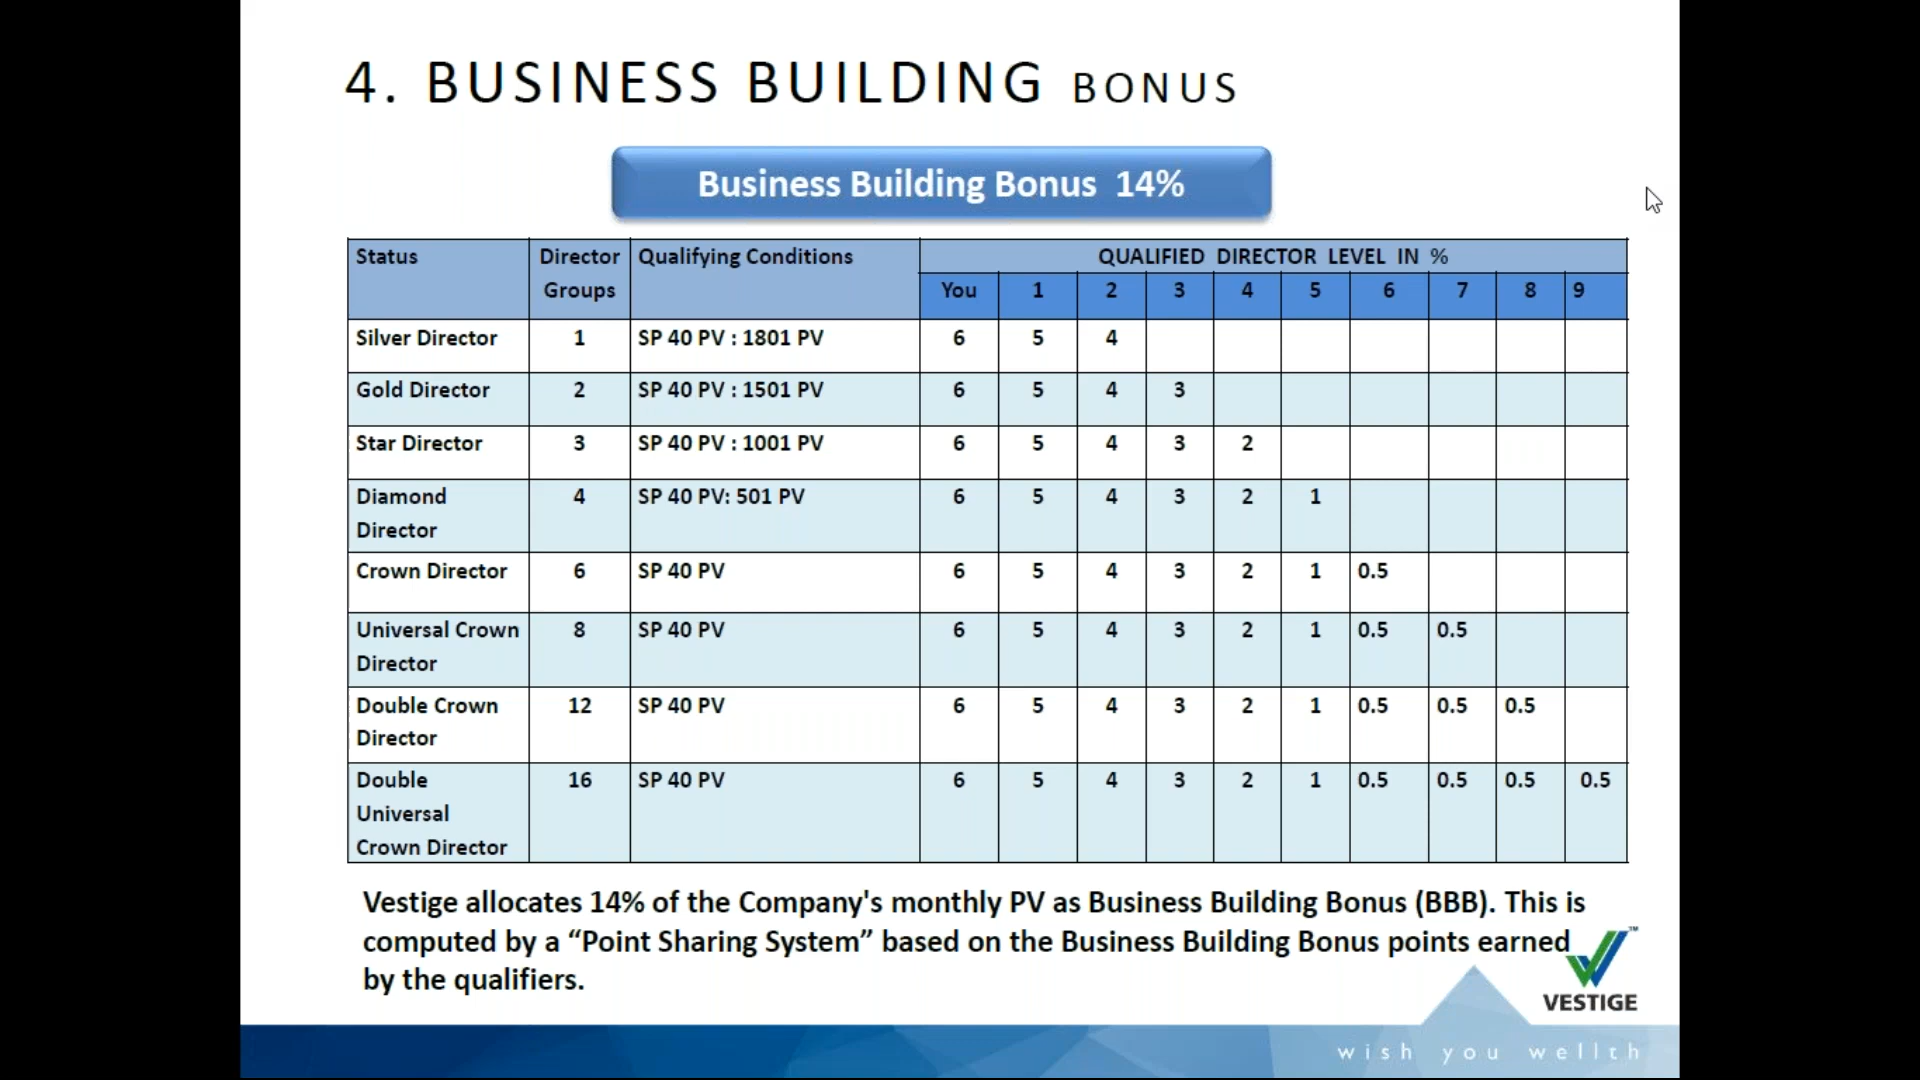 4. BUSINESS BUILDING BONUS
Business Building Bonus 14%
Status Director Groups Qualifying Conditions QUALIFIED DIRECTOR LEVEL IN %
You 1 2 3 4 5 6 7 8 9
Silver Director 1 SP 40 PV : 1801 PV 6 5 4
Gold Director 2 SP 40 PV : 1501 PV 6 5 4 3
Star Director 3 SP 40 PV : 1001 PV 6 5 4 3 2
Diamond Director 4 SP 40 PV: 501 PV 6 5 4 3 2 1
Crown Director 6 SP 40 PV 6 5 4 3 2 1 0.5
Universal Crown Director 8 SP 40 PV 6 5 4 3 2 1 0.5 0.5
Double Crown Director 12 SP 40 PV 6 5 4 3 2 1 0.5 0.5 0.5
Double Universal Crown Director 16 SP 40 PV 6 5 4 3 2 1 0.5 0.5 0.5 0.5
Vestige allocates 14% of the Company's monthly PV as Business Building Bonus (BBB). This is
computed by a “Point Sharing System” based on the Business Building Bonus points earned
by the qualifiers.
VESTIGE™
wish you wellth